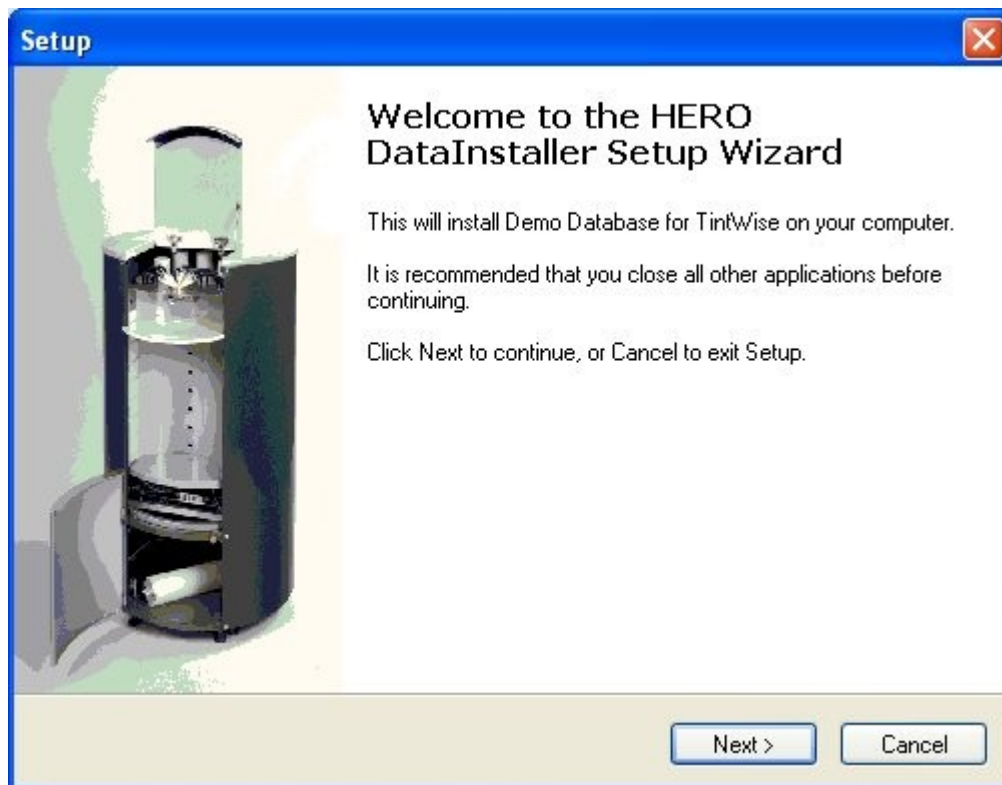 Setup
Welcome to the HERO
DataInstaller Setup Wizard
This will install Demo Database for TintWise on your computer.
It is recommended that you close all other applications before
continuing.
Click Next to continue, or Cancel to exit Setup.
Next >
Cancel